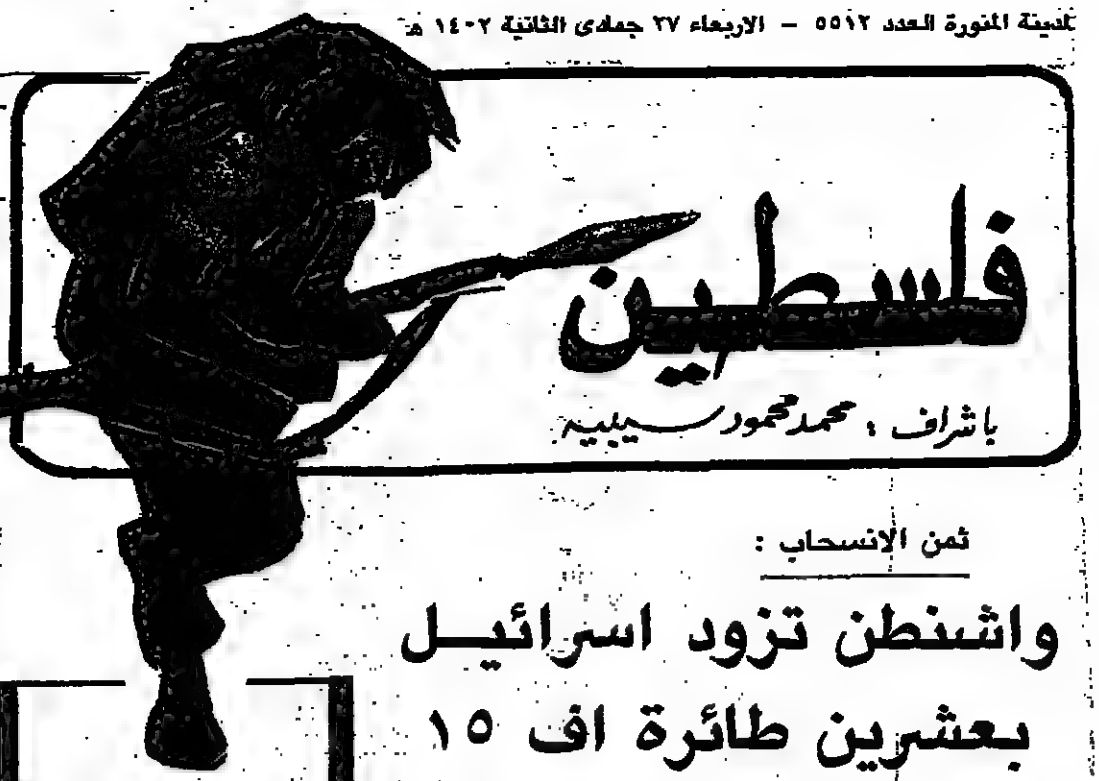 المدينة المنورة العدد ٥٥١٢ – الاربعاء ٢٧ جمادى الثانية ١٤٠٢ هـ
فلسطين
باشراف : محمد محمود سيبيه
ثمن الانسحاب :
واشنطن تزود اسرائيل
بعشرين طائرة اف ١٥